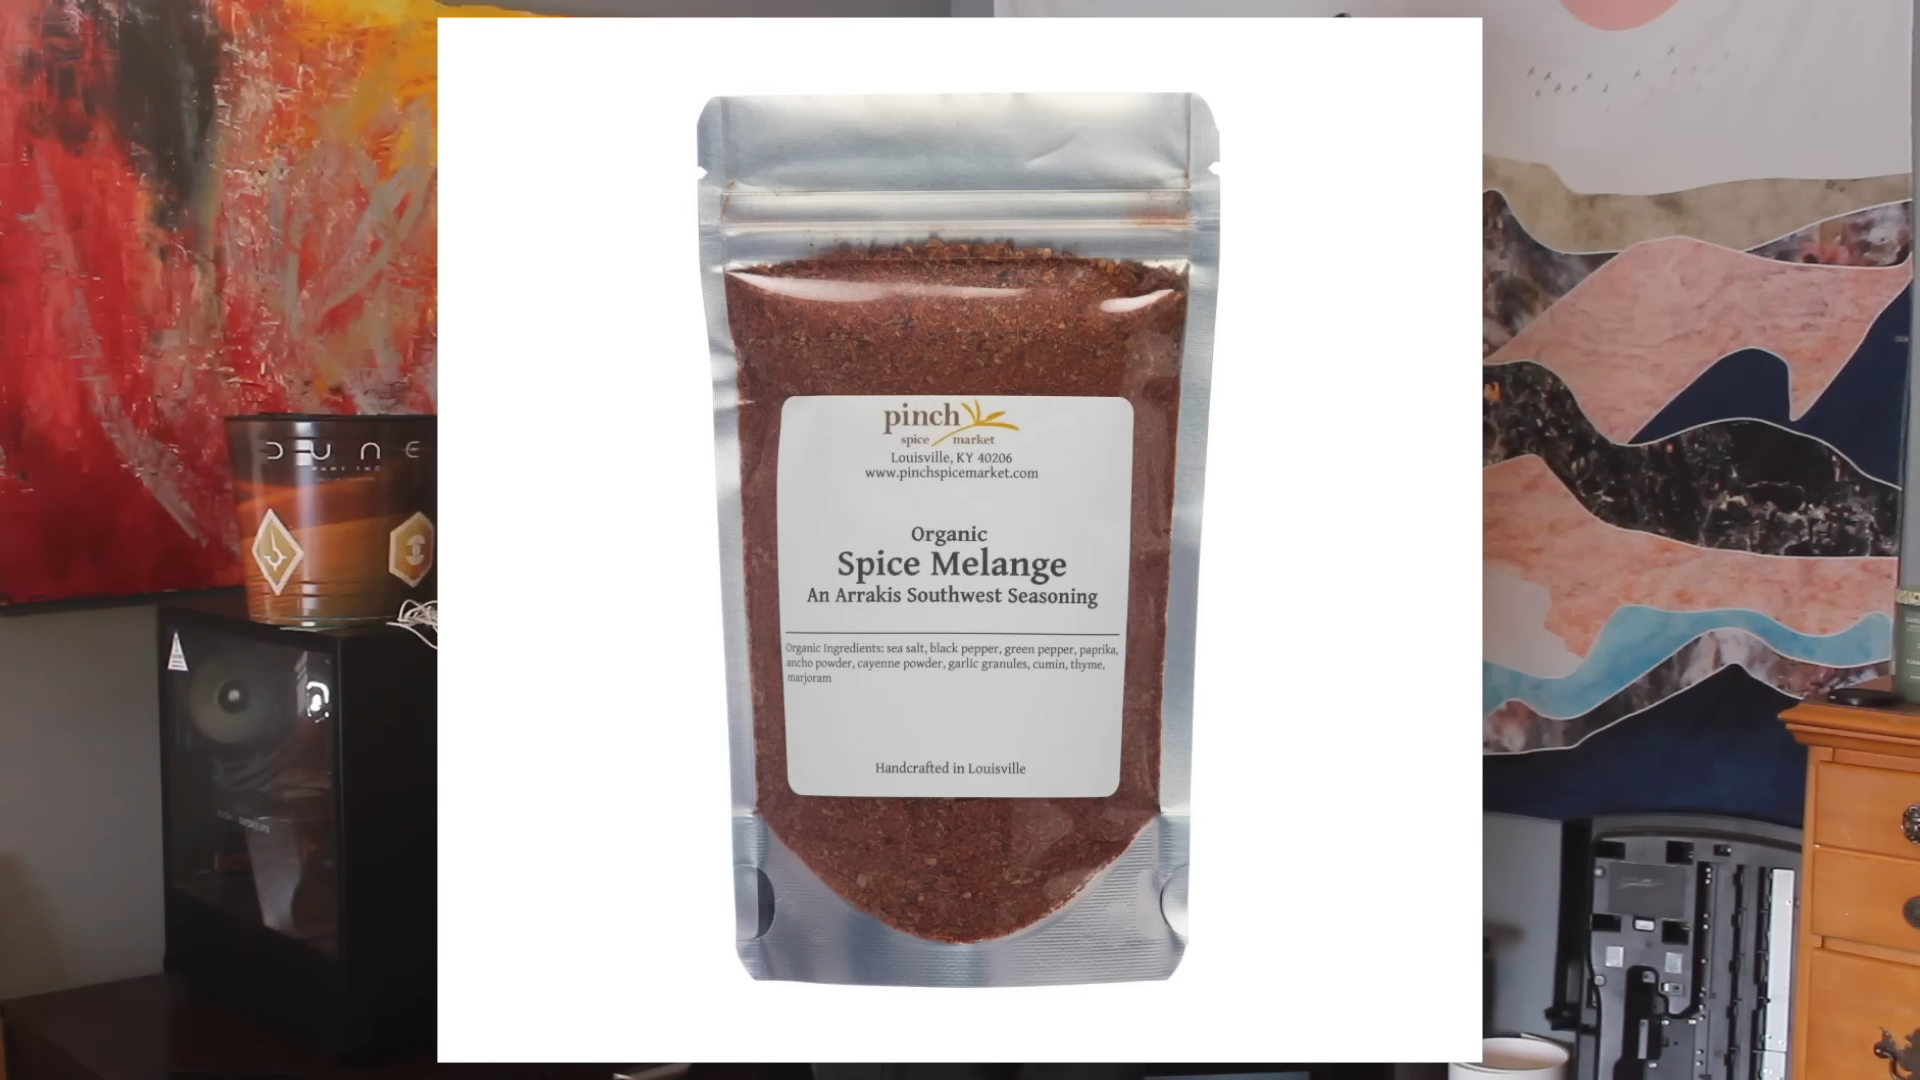 DUNE
PART TWO
pinch
spice market
Louisville, KY 40206
www.pinchspicemarket.com
Organic
Spice Melange
An Arrakis Southwest Seasoning
Organic Ingredients: sea salt, black pepper, green pepper, paprika,
ancho powder, cayenne powder, garlic granules, cumin, thyme,
marjoram
Handcrafted in Louisville